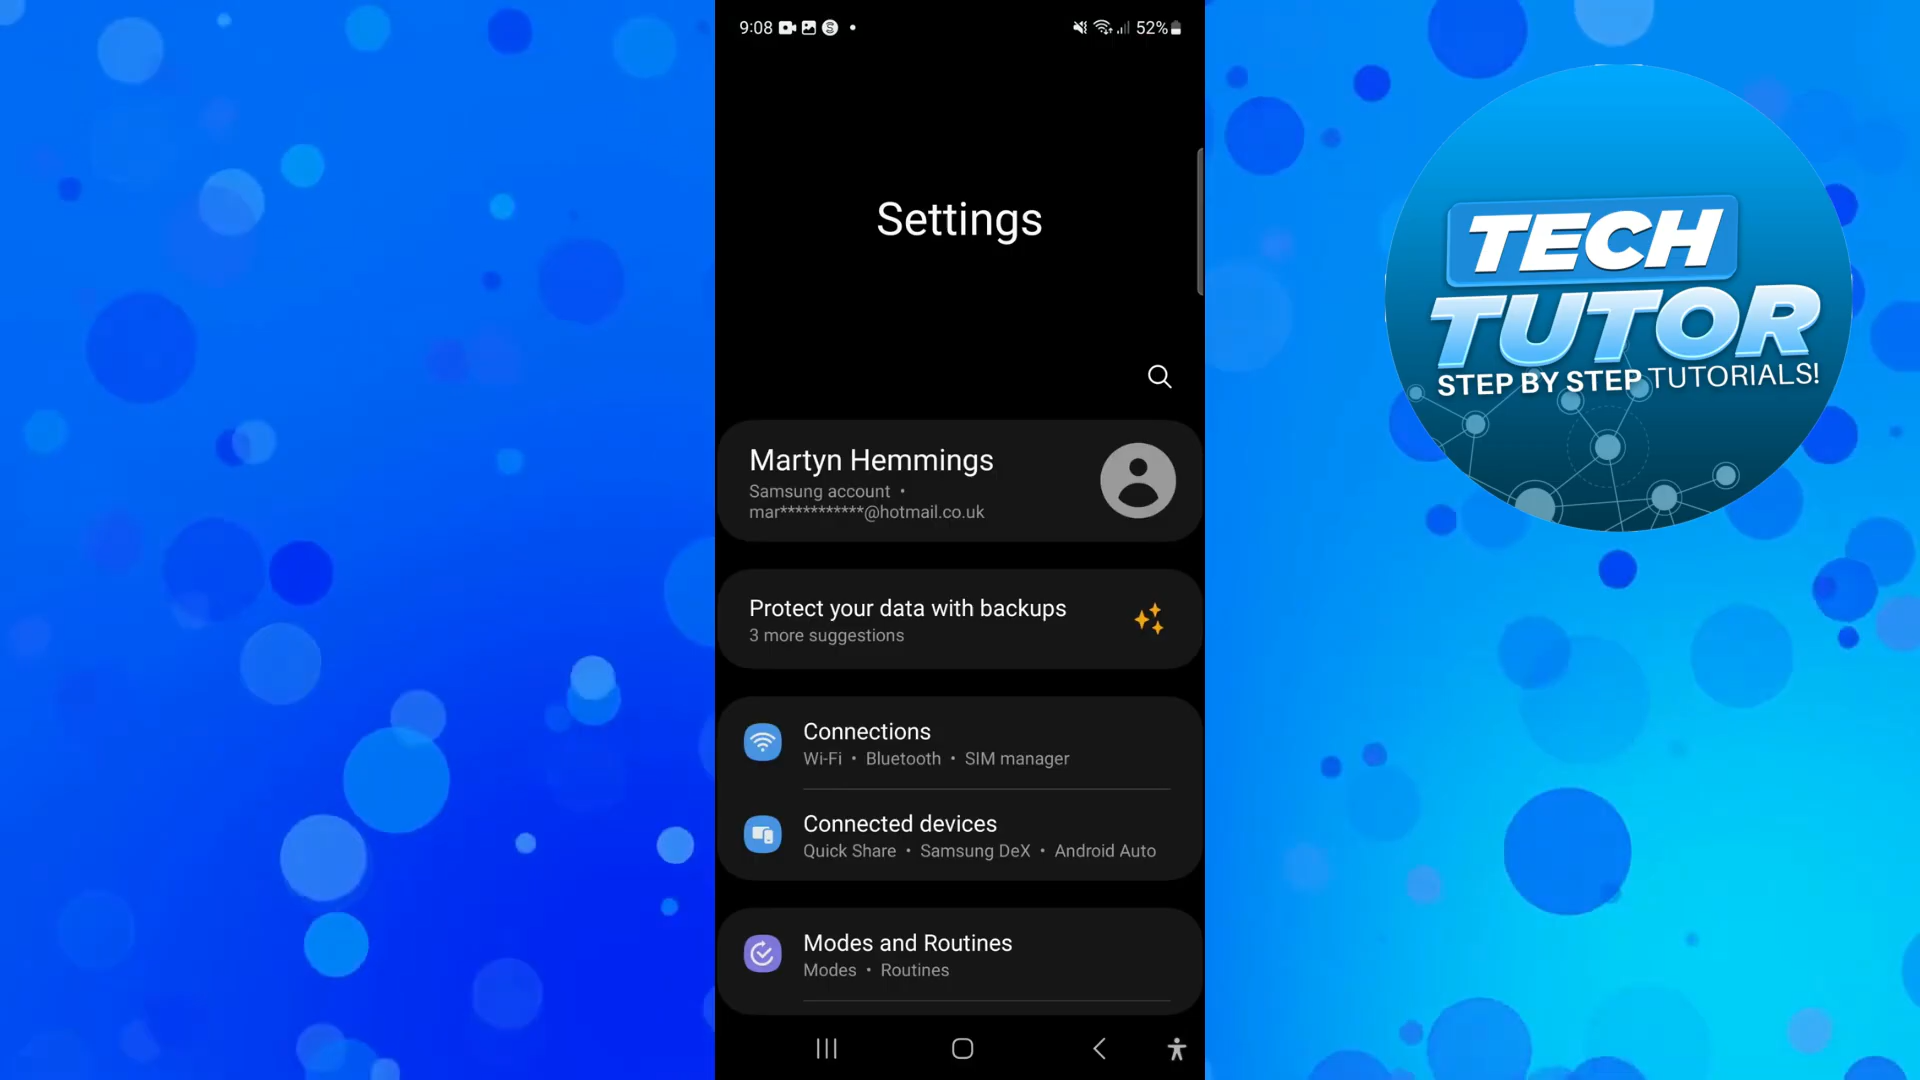 9:08
52%
Settings
Martyn Hemmings
Samsung account •
mar***********@hotmail.co.uk
Protect your data with backups
3 more suggestions
Connections
Wi-Fi • Bluetooth • SIM manager
Connected devices
Quick Share • Samsung DeX • Android Auto
Modes and Routines
Modes • Routines
TECH
TUTOR
STEP BY STEP TUTORIALS!